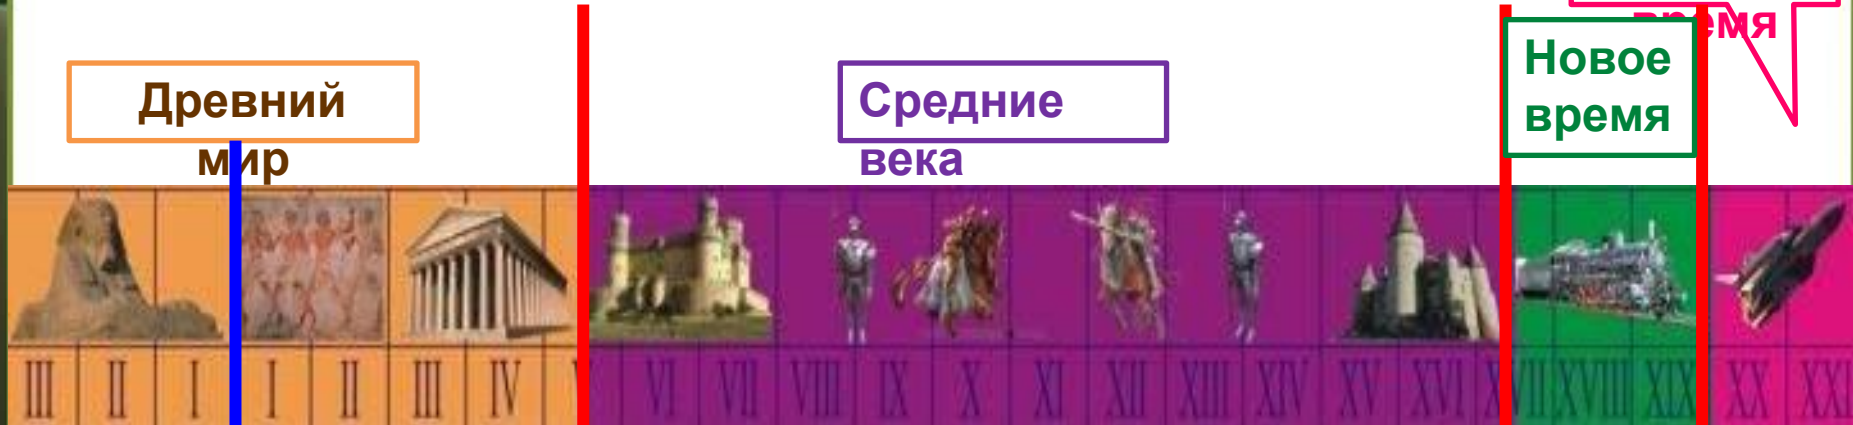 время
Новое
время
Древний
мир
Средние
века
III II I I II III IV V VI VII VIII IX X XI XII XIII XIV XV XVI XVII XVIII XIX XX XXI